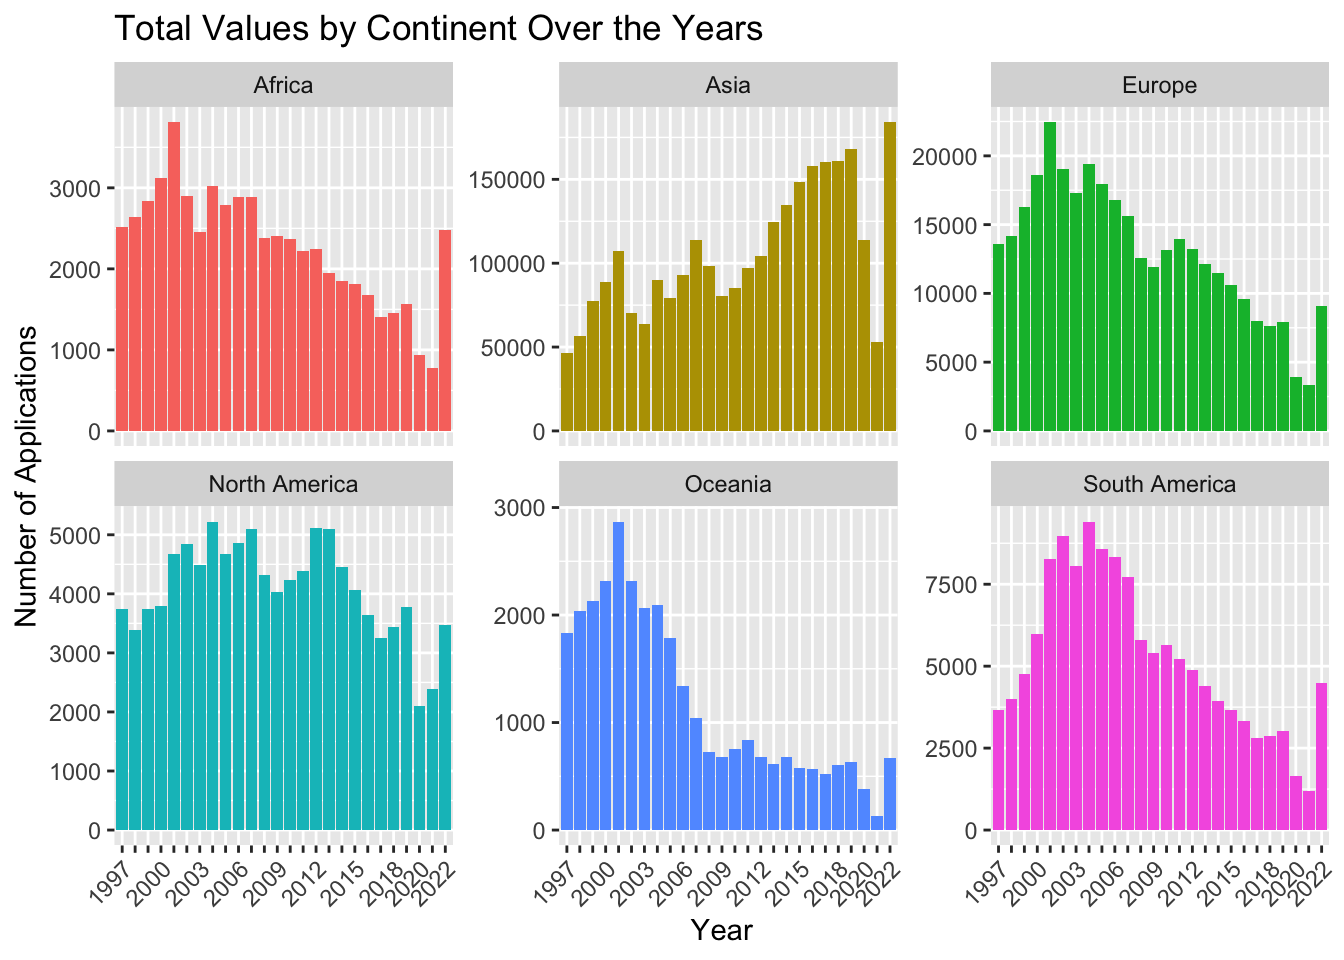 Total Values by Continent Over the Years
Africa
Asia
Europe
3000
2000
1000
0
150000
100000
50000
0
20000
15000
10000
5000
0
Number of Applications
North America
Oceania
South America
5000
4000
3000
2000
1000
0
3000
2000
1000
0
7500
5000
2500
0
1997 2000 2003 2006 2009 2012 2015 2018 2020 2022
1997 2000 2003 2006 2009 2012 2015 2018 2020 2022
1997 2000 2003 2006 2009 2012 2015 2018 2020 2022
Year